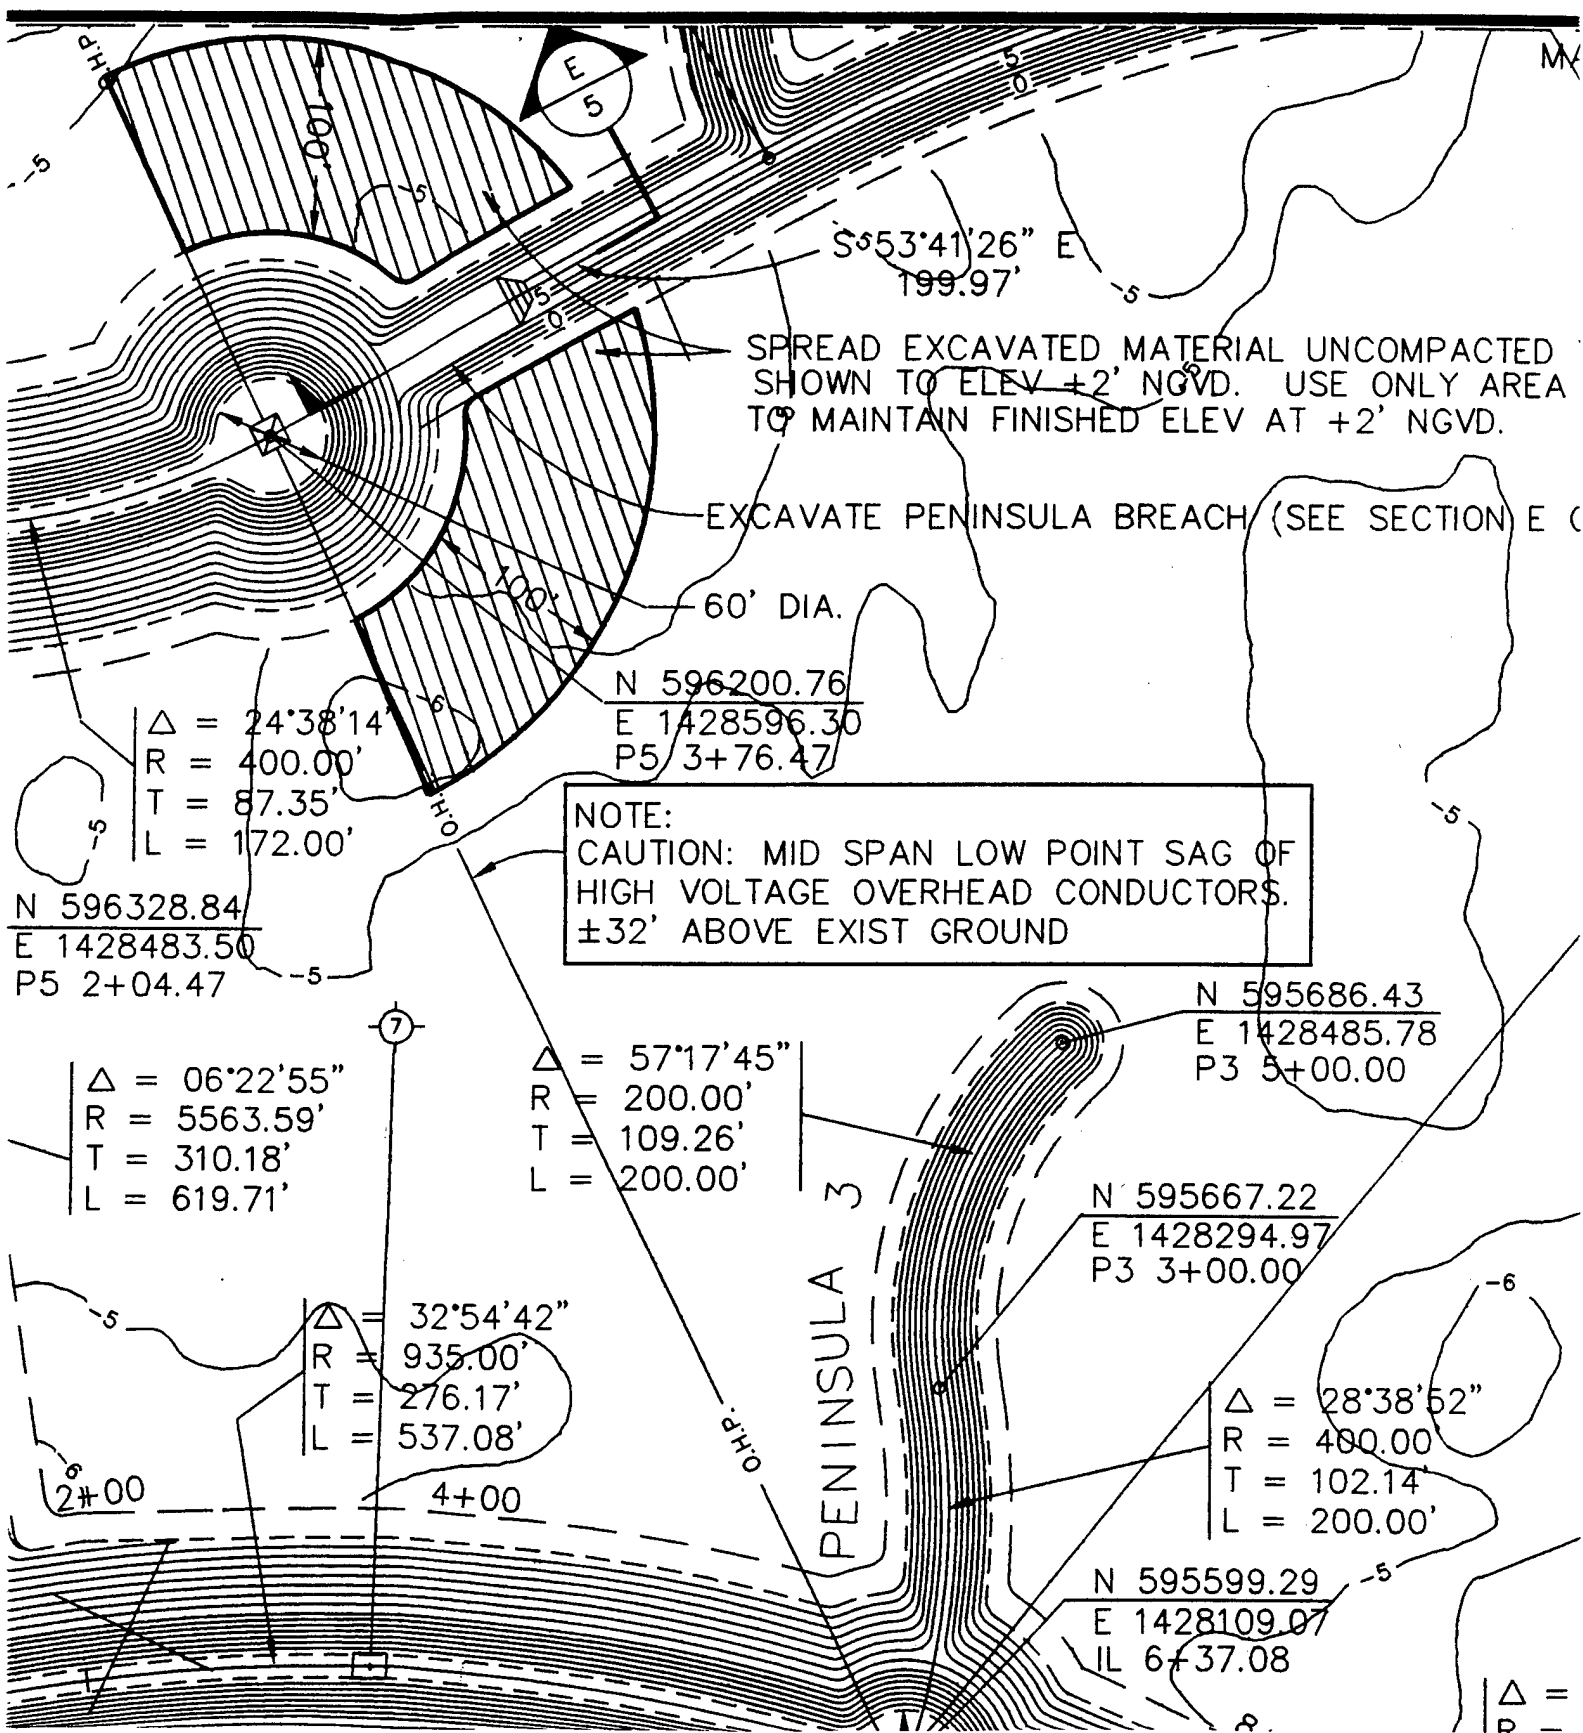 O.H.P
E
5
5
0
-5
100'
-5
S 53°41'26" E
199.97'
-5
5
0
SPREAD EXCAVATED MATERIAL UNCOMPACTED
SHOWN TO ELEV +2' NGVD. USE ONLY AREA
TO MAINTAIN FINISHED ELEV AT +2' NGVD.
EXCAVATE PENINSULA BREACH (SEE SECTION E
100'
60' DIA.
N 596200.76
E 1428596.30
P5 3+76.47
-6
Δ = 24°38'14"
R = 400.00'
T = 87.35'
L = 172.00'
-5
-5
O.H.
NOTE:
CAUTION: MID SPAN LOW POINT SAG OF
HIGH VOLTAGE OVERHEAD CONDUCTORS.
±32' ABOVE EXIST GROUND
N 596328.84
E 1428483.50
P5 2+04.47
-5
N 595686.43
E 1428485.78
P3 5+00.00
7
Δ = 06°22'55"
R = 5563.59'
T = 310.18'
L = 619.71'
Δ = 57°17'45"
R = 200.00'
T = 109.26'
L = 200.00'
PENINSULA 3
N 595667.22
E 1428294.97
P3 3+00.00
-5
-6
Δ = 32°54'42"
R = 935.00'
T = 276.17'
L = 537.08'
O.H.P.
Δ = 28°38'52"
R = 400.00
T = 102.14'
L = 200.00'
-6
2+00
4+00
N 595599.29
E 1428109.07
IL 6+37.08
-5
Δ =
R =